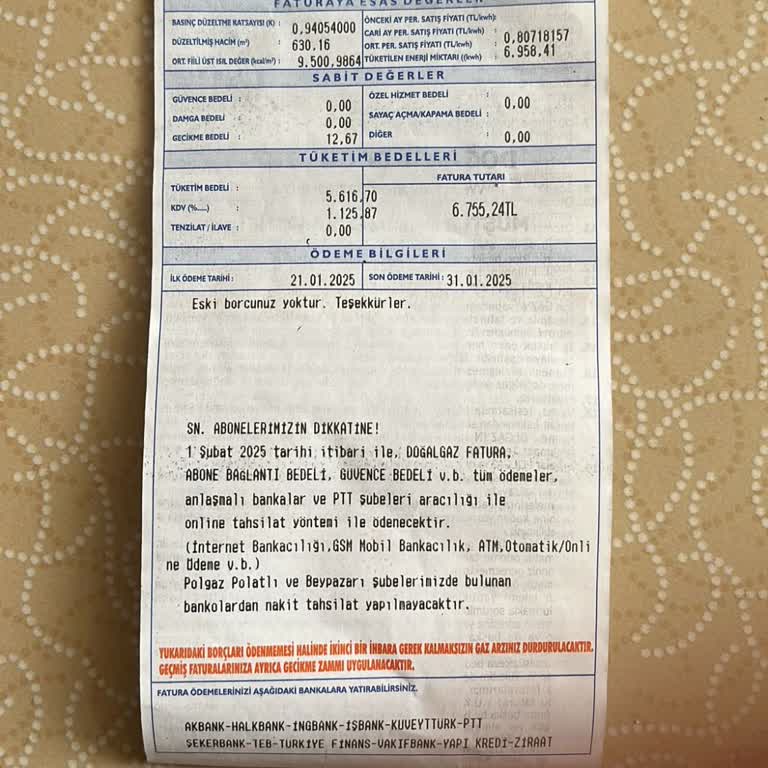 FATURAYA ESAS DEĞERLER
BASINÇ DÜZELTME KATSAYISI (K) : 0,94054000
DÜZELTİLMİŞ HACİM (m³) : 630.16
ORT. FİİLİ ÜST ISIL DEĞER (kcal/m³) : 9.500,9864
ÖNCEKİ AY PER. SATIŞ FİYATI (TL/kwh):
CARİ AY PER. SATIŞ FİYATI (TL/kwh) :
ORT. PER. SATIŞ FİYATI (TL/kwh) : 0,80718157
TÜKETİLEN ENERJİ MİKTARI ((kwh) : 6.958,41
SABİT DEĞERLER
GÜVENCE BEDELİ : 0,00
DAMGA BEDELİ : 0,00
GECİKME BEDELİ : 12,67
ÖZEL HİZMET BEDELİ : 0,00
SAYAÇ AÇMA/KAPAMA BEDELİ :
DİĞER : 0,00
TÜKETİM BEDELLERİ
TÜKETİM BEDELİ : 5.616,70
KDV (%.....) : 1.125,87
TENZİLAT / İLAVE : 0,00
FATURA TUTARI
6.755,24TL
ÖDEME BİLGİLERİ
İLK ÖDEME TARİHİ : 21.01.2025
SON ÖDEME TARİHİ : 31.01.2025
Eski borcunuz yoktur. Teşekkürler.
SN. ABONELERİMİZİN DİKKATİNE!
1 Şubat 2025 tarihi itibari ile, DOĞALGAZ FATURA,
ABONE BAĞLANTI BEDELİ, GÜVENCE BEDELİ v.b. tüm ödemeler,
anlaşmalı bankalar ve PTT Şubeleri aracılığı ile
online tahsilat yöntemi ile ödenecektir.
(İnternet Bankacılığı,GSM Mobil Bankacılık, ATM,Otomatik/Onli
ne Ödeme v.b.)
Polgaz Polatlı ve Beypazarı şubelerimizde bulunan
bankolardan nakit tahsilat yapılmayacaktır.
YUKARIDAKİ BORÇLARI ÖDENMEMESİ HALİNDE İKİNCİ BİR İNBARA GEREK KALMAKSIZIN GAZ ARZINIZ DURDURULACAKTIR.
GEÇMİŞ FATURALARINIZA AYRICA GECİKME ZAMMI UYGULANACAKTIR.
FATURA ÖDEMELERİNİZİ AŞAĞIDAKİ BANKALARA YATIRABİLİRSİNİZ.
AKBANK-HALKBANK-İNGBANK-İŞBANK-KUVEYTTURK-PTT
ŞEKERBANK-TEB-TÜRKİYE FİNANS-VAKIFBANK-YAPI KREDİ-ZİRAAT